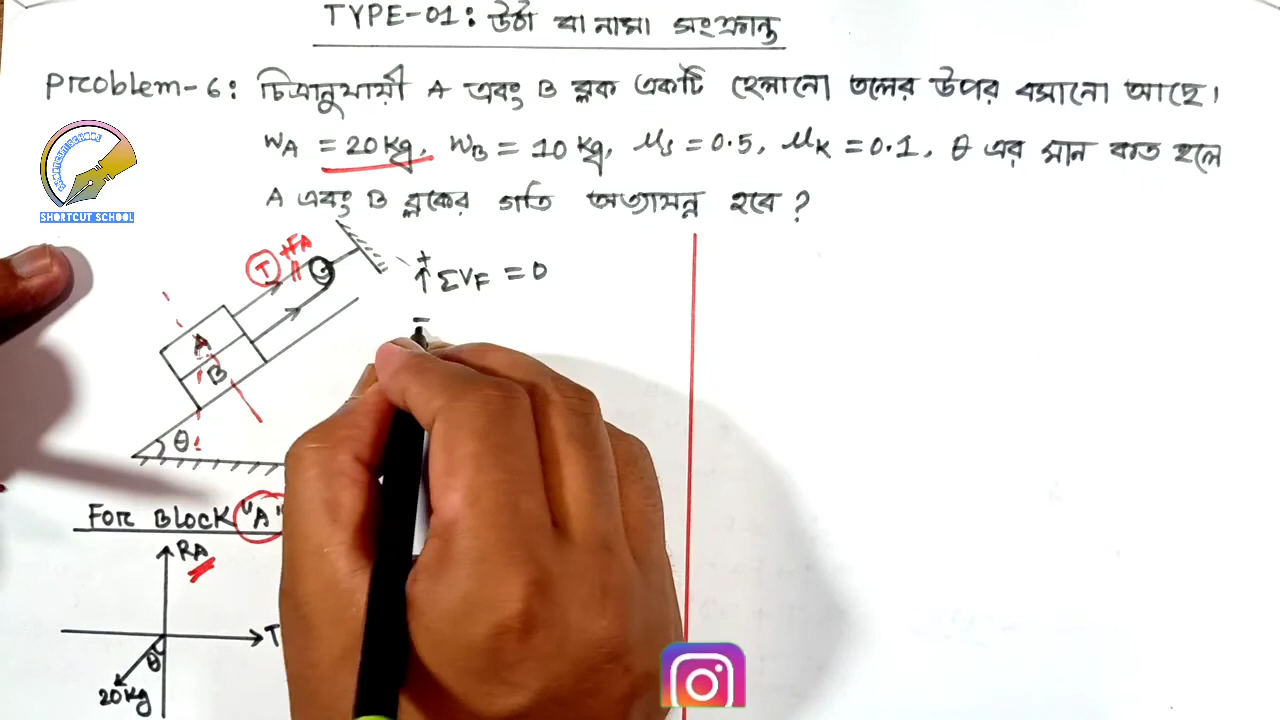 TYPE-01: উঠা বা নামা সংক্রান্ত
Problem-6: চিত্রানুযায়ী A এবং B ব্লক একটি হেলানো তলের উপর বসানো আছে।
WA = 20 Kg, WB = 10 Kg, μs = 0.5, μK = 0.1, θ এর মান কত হলে
A এবং B ব্লকের গতি অত্যাসন্ন হবে ?
SHORTCUT SCHOOL
T FA
+
↑ ΣVF = 0
A
B
θ
FOR BLOCK "A"
RA
T
θ
20 Kg